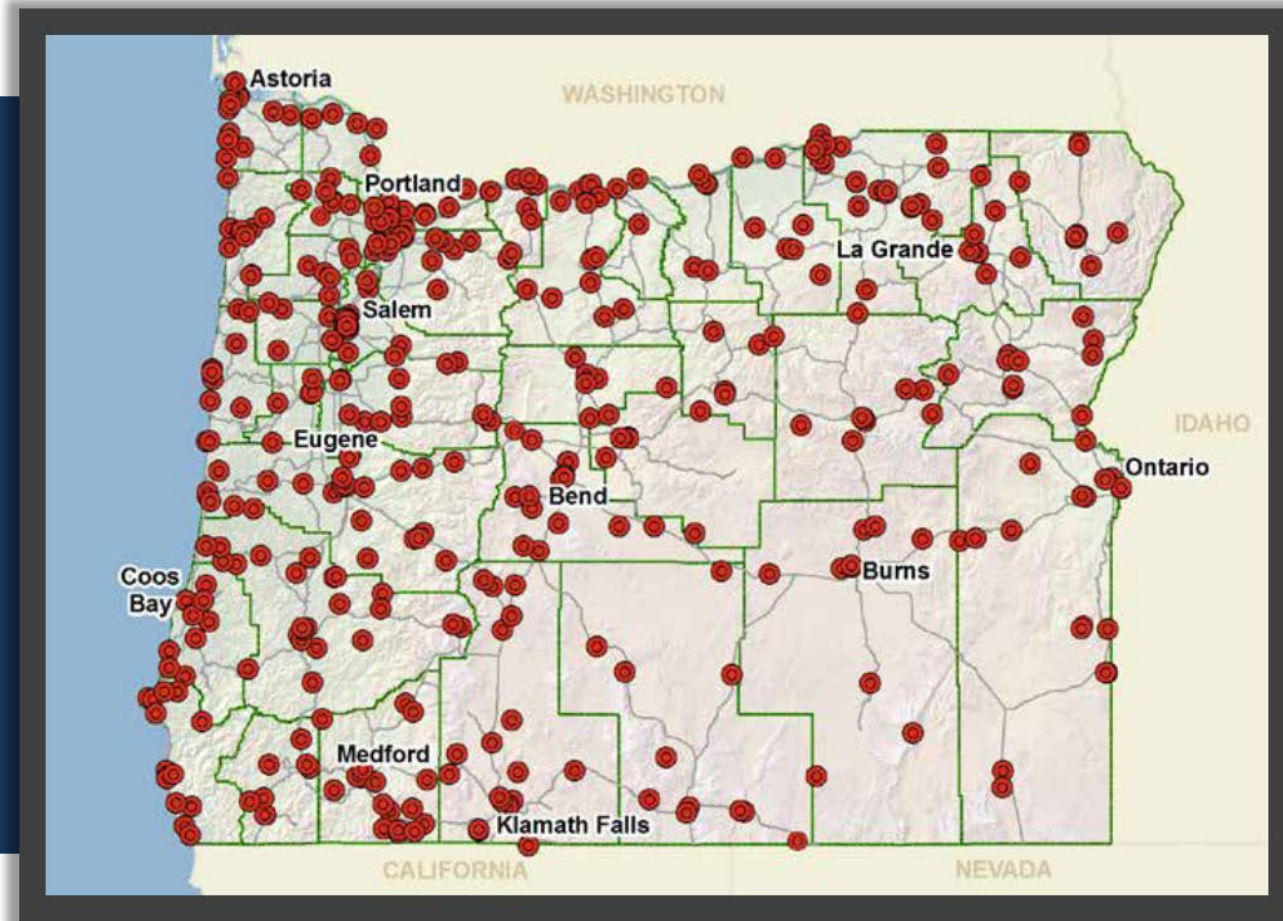 Astoria
WASHINGTON
Portland
La Grande
Salem
IDAHO
Eugene
Ontario
Bend
Coos
Bay
Burns
Medford
Klamath Falls
CALIFORNIA
NEVADA